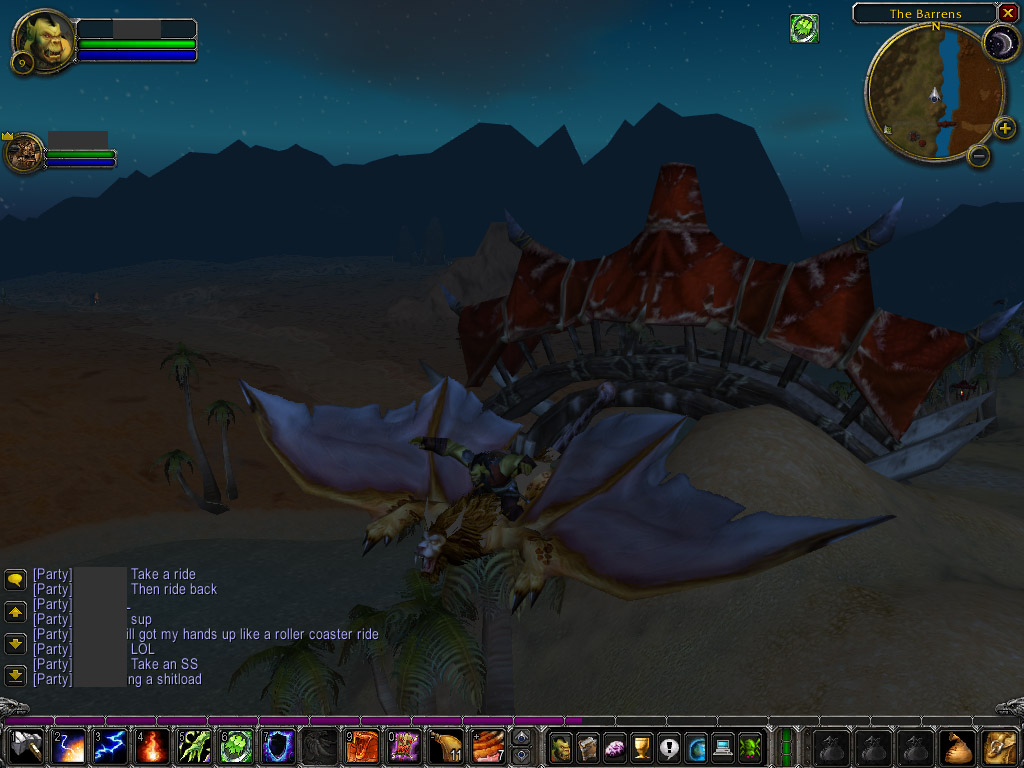 The Barrens
N
9
[Party] Take a ride
[Party] Then ride back
[Party] -
[Party] sup
[Party] ill got my hands up like a roller coaster ride
[Party] LOL
[Party] Take an SS
[Party] ng a shitload
2 3 4 5 6 9 0 11 + 7